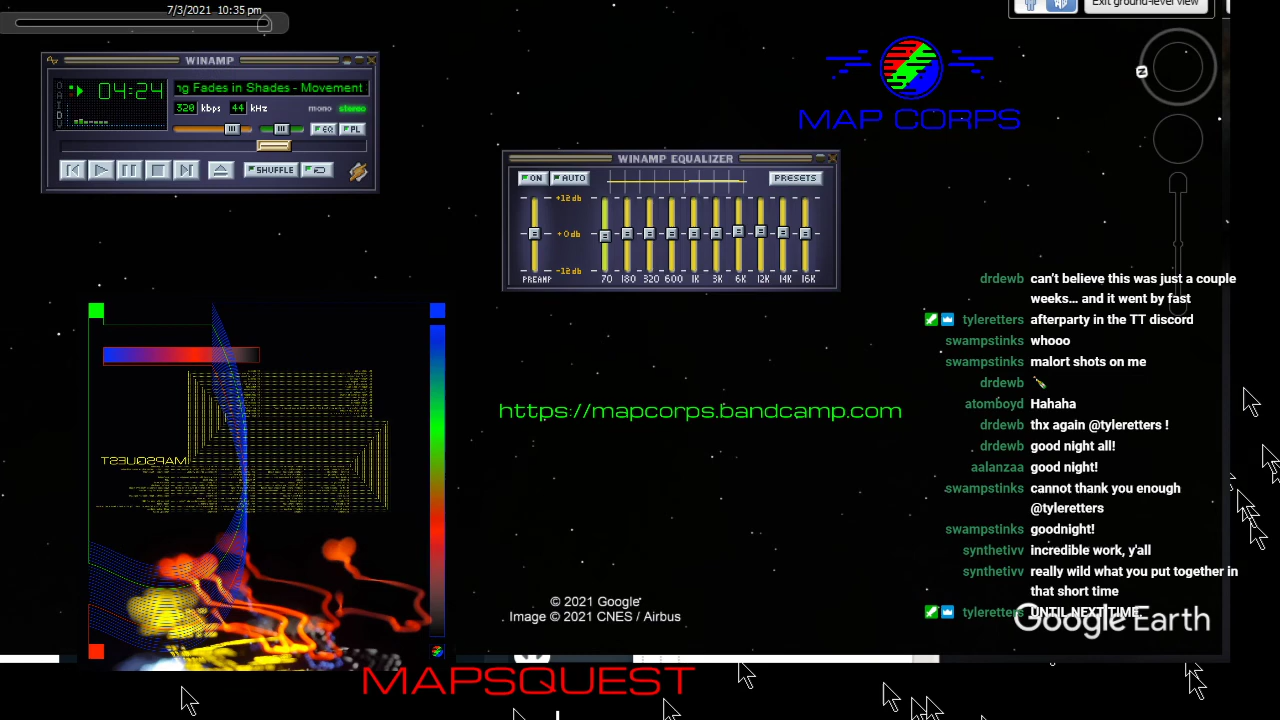 7/3/2021 10:35 pm
Exit ground-level view
WINAMP
04:24
ng Fades in Shades - Movement
320 kbps 44 kHz mono stereo
EQ PL
SHUFFLE
MAP CORPS
WINAMP EQUALIZER
ON AUTO PRESETS
+12db
+0db
-12db
PREAMP 70 180 320 600 1K 3K 6K 12K 14K 16K
https://mapcorps.bandcamp.com
MAPSQUEST
drdewb can't believe this was just a couple
weeks… and it went by fast
tyleretters afterparty in the TT discord
swampstinks whooo
swampstinks malort shots on me
drdewb
atomboyd Hahaha
drdewb thx again @tyleretters !
drdewb good night all!
aalanzaa good night!
swampstinks cannot thank you enough
@tyleretters
swampstinks goodnight!
synthetivv incredible work, y'all
synthetivv really wild what you put together in
that short time
tyleretters UNTIL NEXT TIME
© 2021 Google
Image © 2021 CNES / Airbus
Google Earth
MAPSQUEST